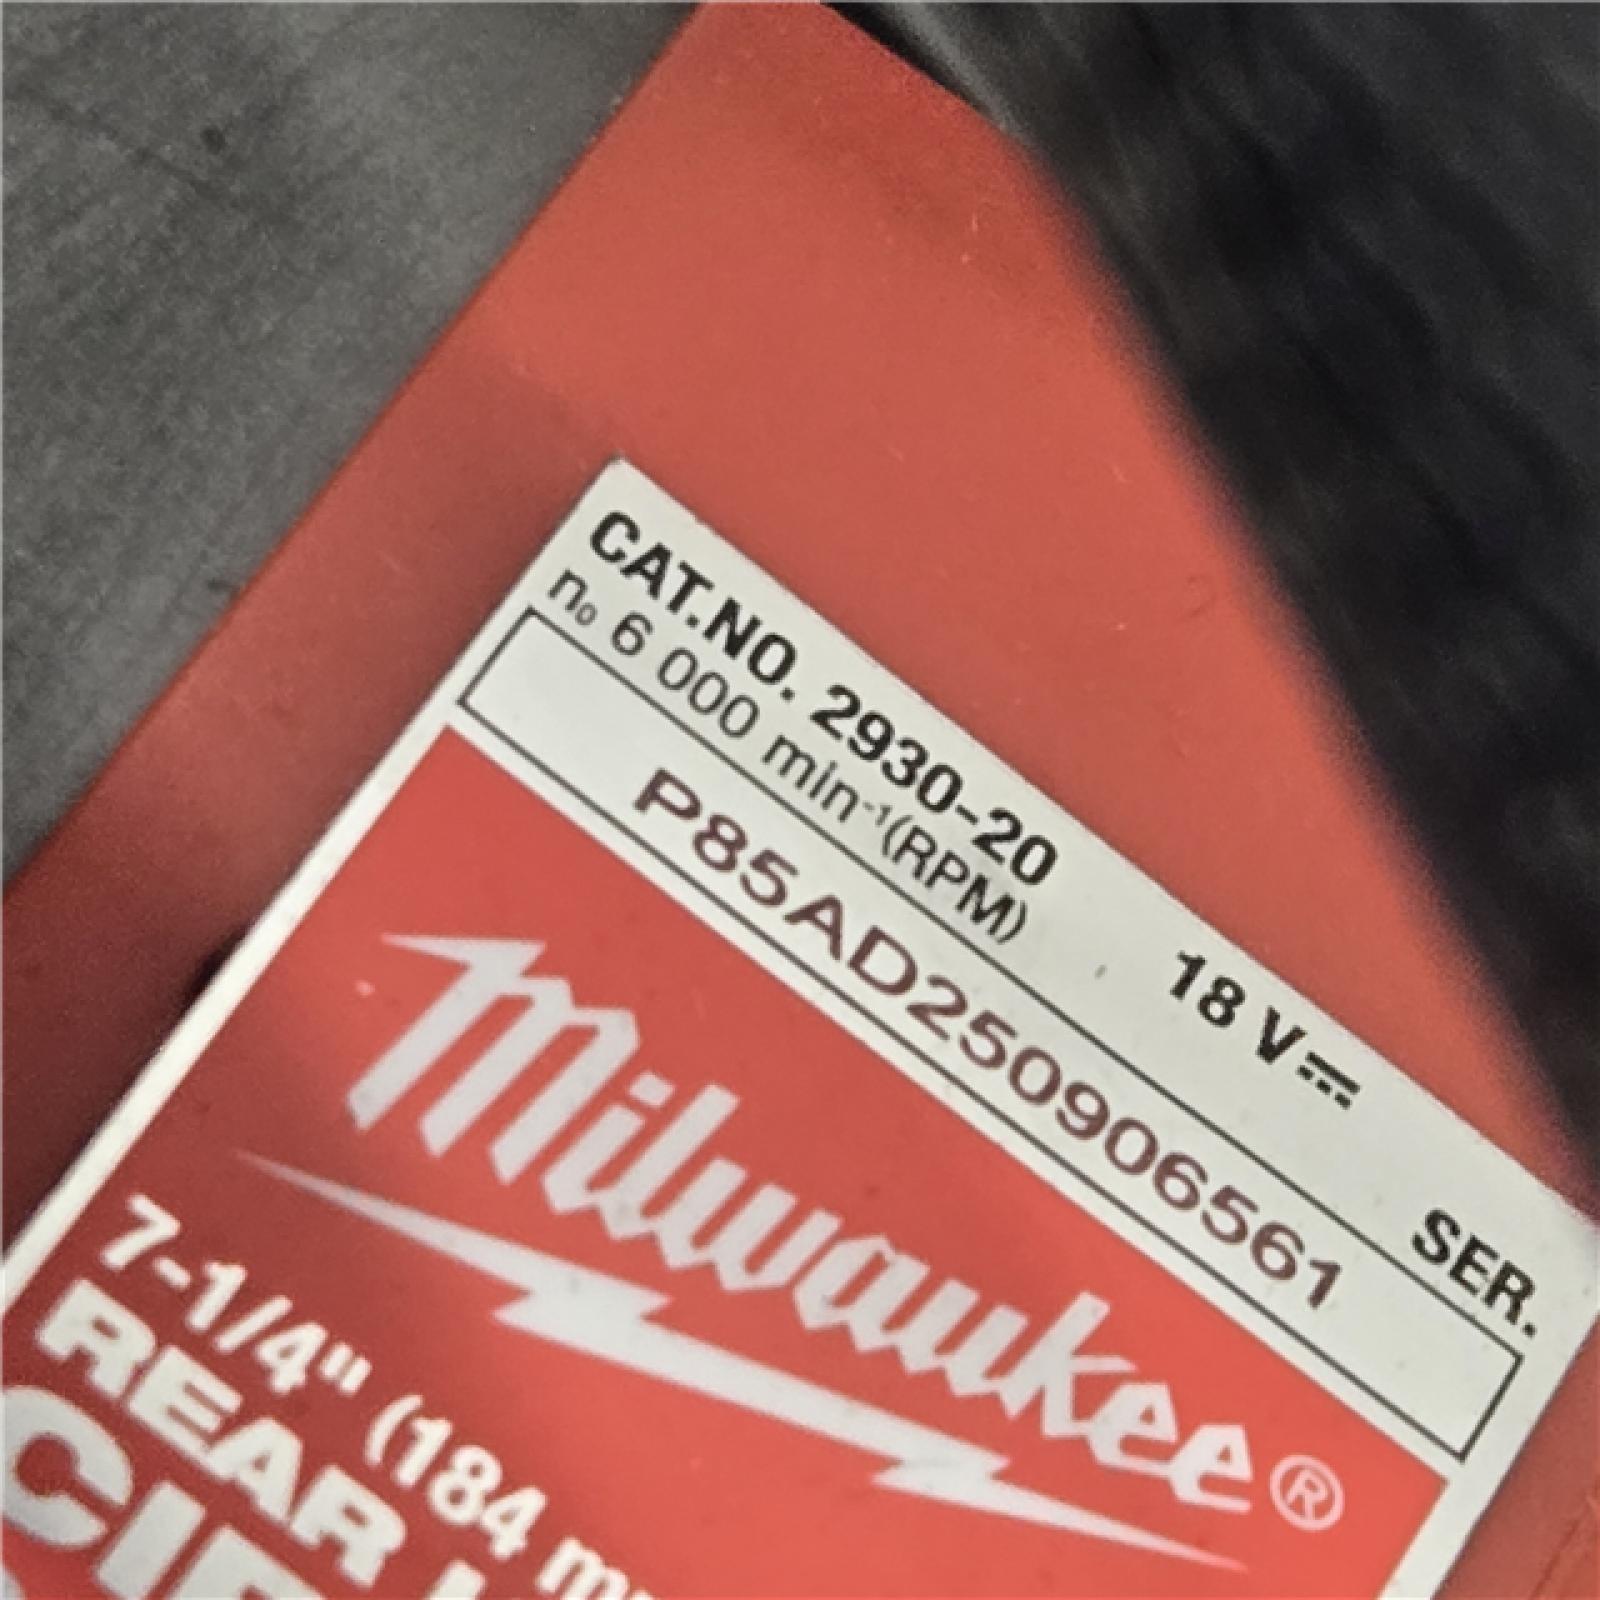 CAT.NO. 2930-20 18 V⎓
n₀ 6 000 min⁻¹(RPM) SER.
P85AD250906561
Milwaukee®
7-1/4" (184
REAR